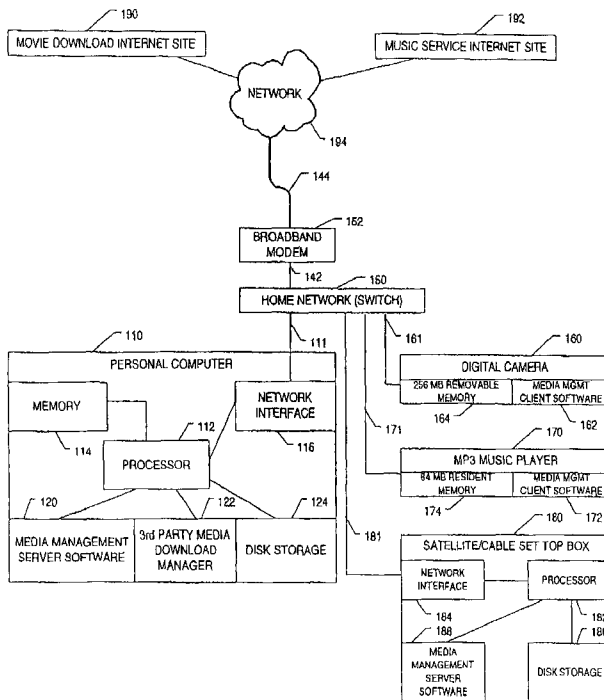 190
MOVIE DOWNLOAD INTERNET SITE
192
MUSIC SERVICE INTERNET SITE
NETWORK
194
144
152
BROADBAND
MODEM
142
150
HOME NETWORK (SWITCH)
111
161
110
PERSONAL COMPUTER
MEMORY
114
112
PROCESSOR
NETWORK
INTERFACE
116
120
122
124
MEDIA MANAGEMENT
SERVER SOFTWARE
3rd PARTY MEDIA
DOWNLOAD
MANAGER
DISK STORAGE
171
181
160
DIGITAL CAMERA
256 MB REMOVABLE
MEMORY
MEDIA MGMT
CLIENT SOFTWARE
164
162
170
MP3 MUSIC PLAYER
64 MB RESIDENT
MEMORY
MEDIA MGMT
CLIENT SOFTWARE
174
172
180
SATELLITE/CABLE SET TOP BOX
NETWORK
INTERFACE
PROCESSOR
184
182
188
186
MEDIA
MANAGEMENT
SERVER
SOFTWARE
DISK STORAGE